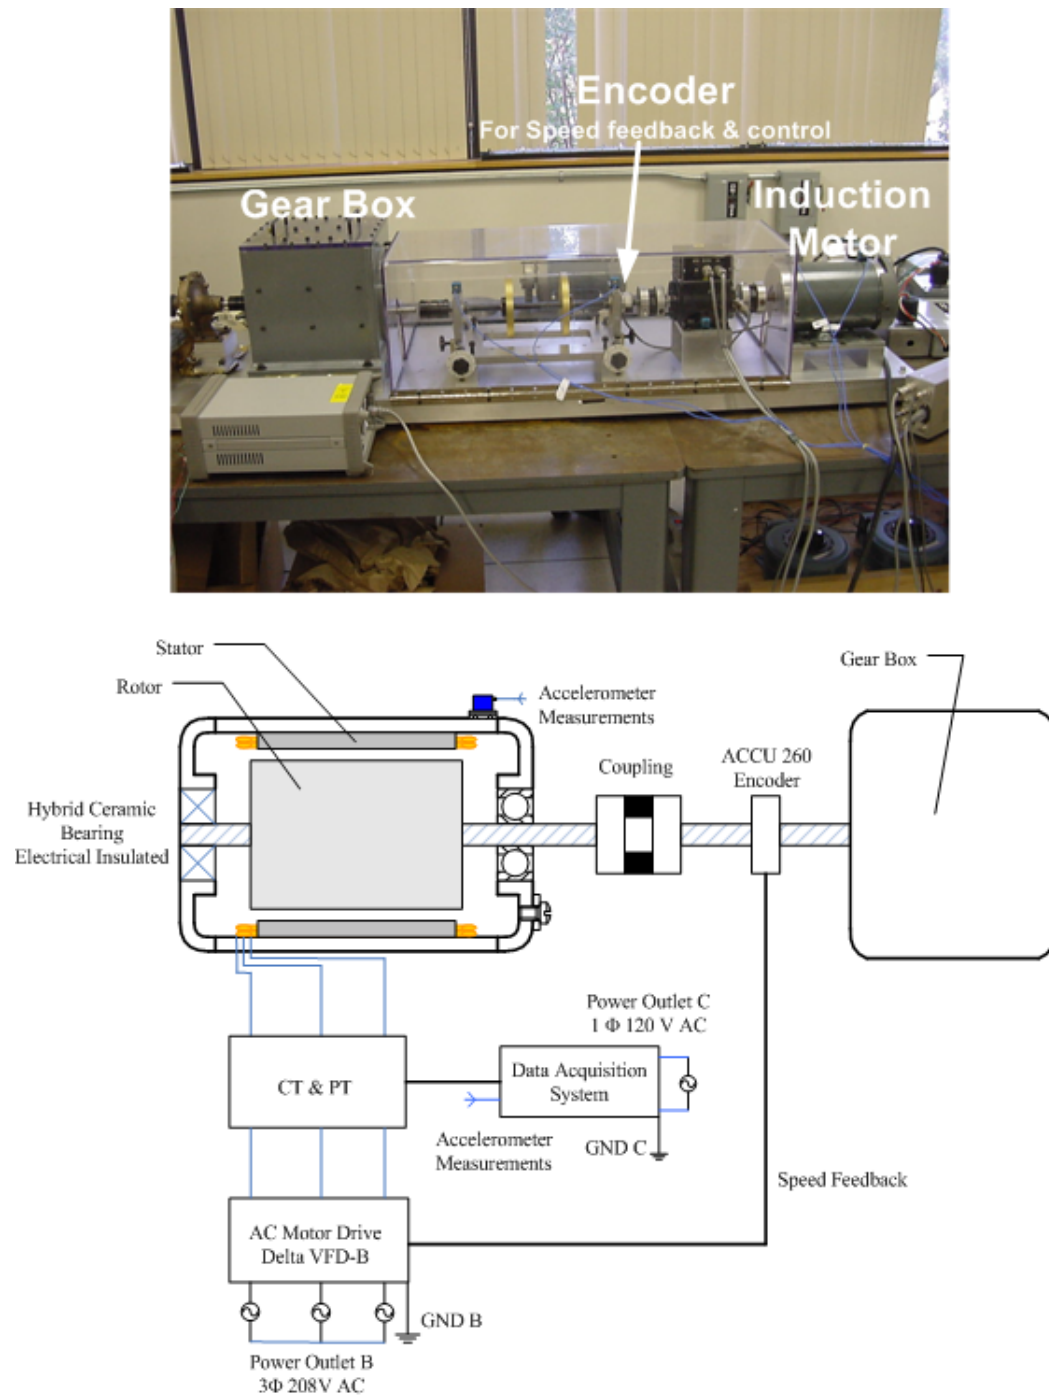 Encoder
For Speed feedback & control
Gear Box
Induction
Motor
Stator
Rotor
Gear Box
Accelerometer
Measurements
ACCU 260
Encoder
Coupling
Hybrid Ceramic
Bearing
Electrical Insulated
Power Outlet C
1 Φ 120 V AC
CT & PT
Data Acquisition
System
Accelerometer
Measurements
GND C
Speed Feedback
AC Motor Drive
Delta VFD-B
GND B
Power Outlet B
3Φ 208V AC